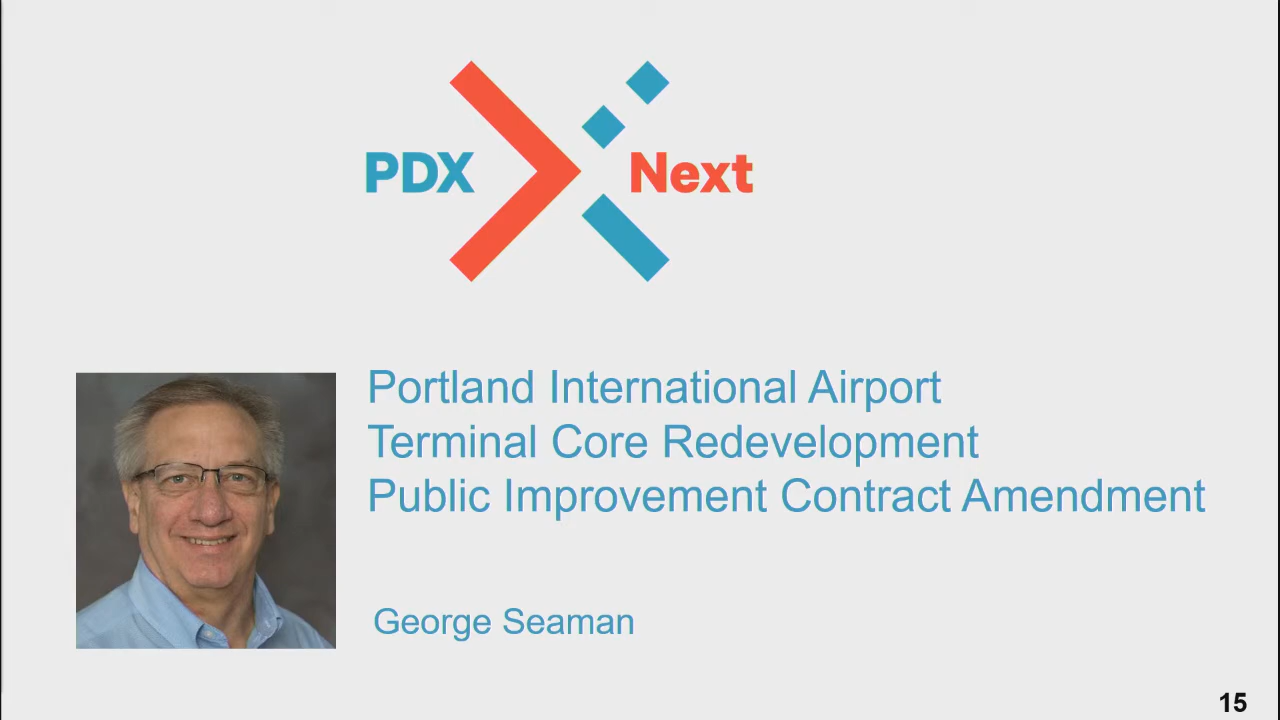 PDX Next
Portland International Airport
Terminal Core Redevelopment
Public Improvement Contract Amendment
George Seaman
15